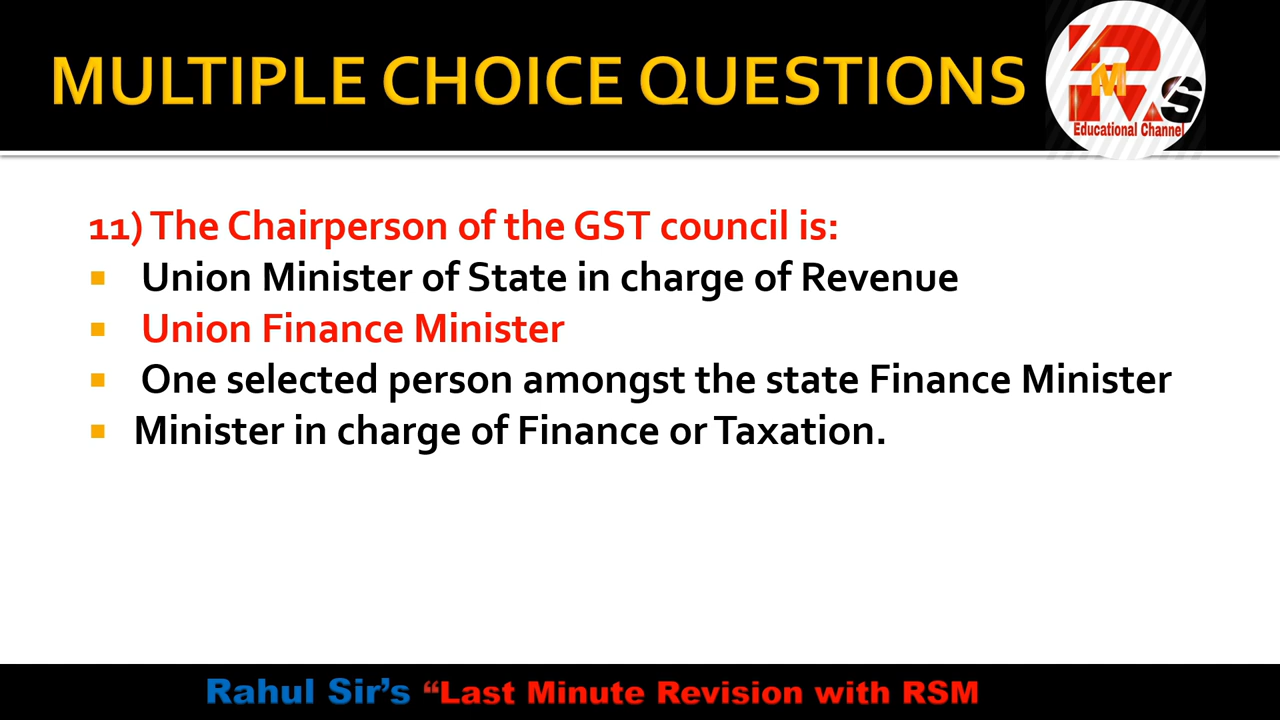 MULTIPLE CHOICE QUESTIONS
R M S
Educational Channel
11) The Chairperson of the GST council is:
Union Minister of State in charge of Revenue
Union Finance Minister
One selected person amongst the state Finance Minister
Minister in charge of Finance or Taxation.
Rahul Sir's “Last Minute Revision with RSM